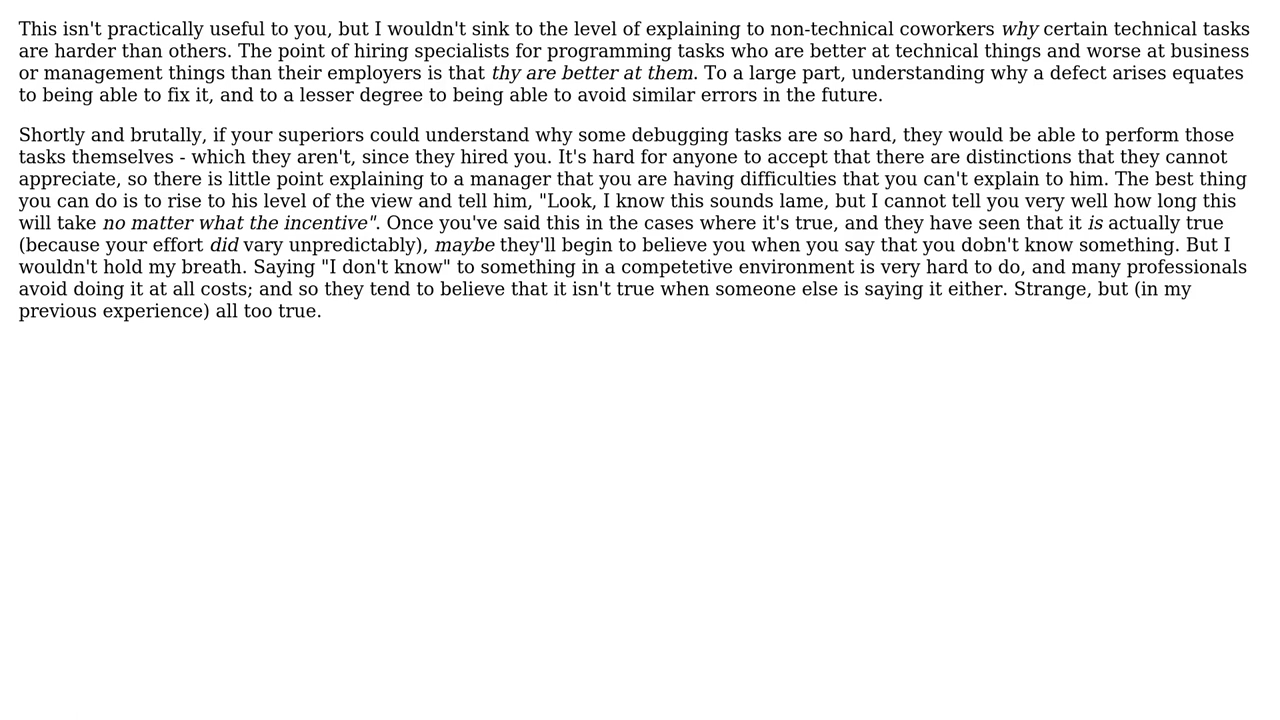 This isn't practically useful to you, but I wouldn't sink to the level of explaining to non-technical coworkers why certain technical tasks
are harder than others. The point of hiring specialists for programming tasks who are better at technical things and worse at business
or management things than their employers is that thy are better at them. To a large part, understanding why a defect arises equates
to being able to fix it, and to a lesser degree to being able to avoid similar errors in the future.
Shortly and brutally, if your superiors could understand why some debugging tasks are so hard, they would be able to perform those
tasks themselves - which they aren't, since they hired you. It's hard for anyone to accept that there are distinctions that they cannot
appreciate, so there is little point explaining to a manager that you are having difficulties that you can't explain to him. The best thing
you can do is to rise to his level of the view and tell him, "Look, I know this sounds lame, but I cannot tell you very well how long this
will take no matter what the incentive". Once you've said this in the cases where it's true, and they have seen that it is actually true
(because your effort did vary unpredictably), maybe they'll begin to believe you when you say that you dobn't know something. But I
wouldn't hold my breath. Saying "I don't know" to something in a competetive environment is very hard to do, and many professionals
avoid doing it at all costs; and so they tend to believe that it isn't true when someone else is saying it either. Strange, but (in my
previous experience) all too true.